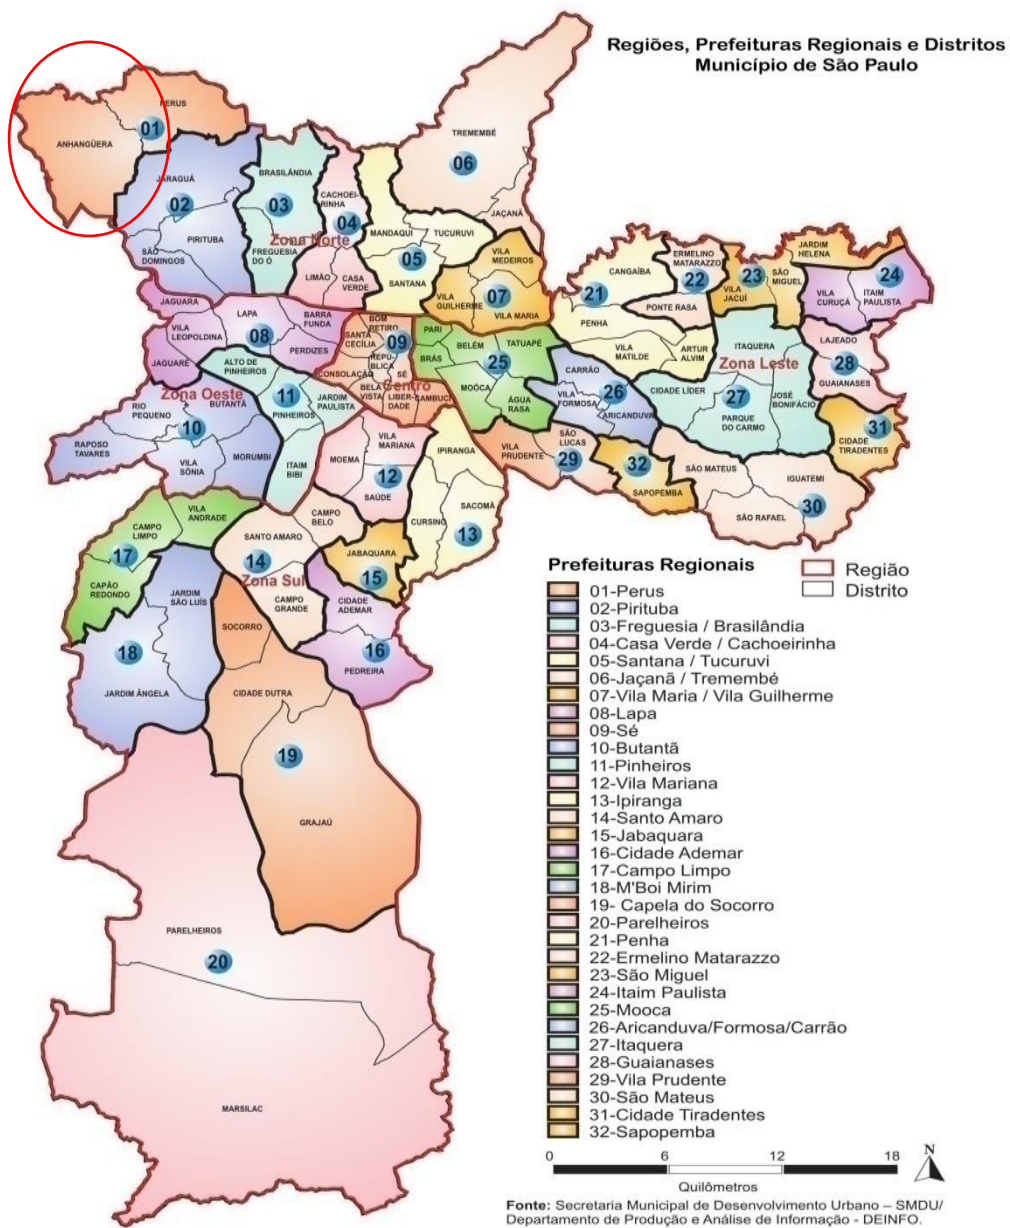 Regiões, Prefeituras Regionais e Distritos
Município de São Paulo
PERUS
01
ANHANGÜERA
TREMEMBÉ
06
JAÇANÃ
JARAGUÁ
02
PIRITUBA
SÃO
DOMINGOS
BRASILÂNDIA
03
FREGUESIA
DO Ó
Zona Norte
CACHOEI-
RINHA
04
LIMÃO
CASA
VERDE
MANDAQUI
TUCURUVI
05
SANTANA
VILA
MEDEIROS
07
VILA
GUILHERME
VILA MARIA
CANGAÍBA
21
PENHA
VILA
MATILDE
ARTUR
ALVIM
ERMELINO
MATARAZZO
22
PONTE RASA
JARDIM
HELENA
23
SÃO
MIGUEL
VILA
JACUÍ
24
VILA
CURUÇÁ
ITAIM
PAULISTA
JAGUARA
LAPA
08
VILA
LEOPOLDINA
BARRA
FUNDA
PERDIZES
JAGUARÉ
BOM
RETIRO
09
SANTA
CECÍLIA
REPU-
BLICA
SÉ
CONSOLAÇÃO
Centro
BELA
VISTA
LIBER-
DADE
CAMBUCI
PARI
BELÉM
TATUAPÉ
BRÁS
25
MOÓCA
ÁGUA
RASA
CARRÃO
26
VILA
FORMOSA
ARICANDUVA
ITAQUERA
Zona Leste
CIDADE LÍDER
27
PARQUE
DO CARMO
JOSÉ
BONIFÁCIO
LAJEADO
28
GUAIANASES
31
CIDADE
TIRADENTES
ALTO DE
PINHEIROS
11
PINHEIROS
JARDIM
PAULISTA
ITAIM
BIBI
Zona Oeste
RIO
PEQUENO
BUTANTÃ
10
RAPOSO
TAVARES
VILA
SÔNIA
MORUMBI
VILA
MARIANA
MOEMA
12
SAÚDE
IPIRANGA
SACOMÃ
CURSINO
13
VILA
PRUDENTE
SÃO
LUCAS
29
32
SAPOPEMBA
SÃO MATEUS
IGUATEMI
30
SÃO RAFAEL
VILA
ANDRADE
CAMPO
LIMPO
17
CAPÃO
REDONDO
CAMPO
BELO
SANTO AMARO
14
Zona Sul
CAMPO
GRANDE
JABAQUARA
15
CIDADE
ADEMAR
16
PEDREIRA
JARDIM
SÃO LUÍS
18
JARDIM ÂNGELA
SOCORRO
CIDADE DUTRA
19
GRAJAÚ
PARELHEIROS
20
MARSILAC
Prefeituras Regionais
Região
Distrito
01-Perus
02-Pirituba
03-Freguesia / Brasilândia
04-Casa Verde / Cachoeirinha
05-Santana / Tucuruvi
06-Jaçanã / Tremembé
07-Vila Maria / Vila Guilherme
08-Lapa
09-Sé
10-Butantã
11-Pinheiros
12-Vila Mariana
13-Ipiranga
14-Santo Amaro
15-Jabaquara
16-Cidade Ademar
17-Campo Limpo
18-M'Boi Mirim
19- Capela do Socorro
20-Parelheiros
21-Penha
22-Ermelino Matarazzo
23-São Miguel
24-Itaim Paulista
25-Mooca
26-Aricanduva/Formosa/Carrão
27-Itaquera
28-Guaianases
29-Vila Prudente
30-São Mateus
31-Cidade Tiradentes
32-Sapopemba
N
0 6 12 18
Quilômetros
Fonte: Secretaria Municipal de Desenvolvimento Urbano – SMDU/
Departamento de Produção e Análise de Informação - DEINFO.